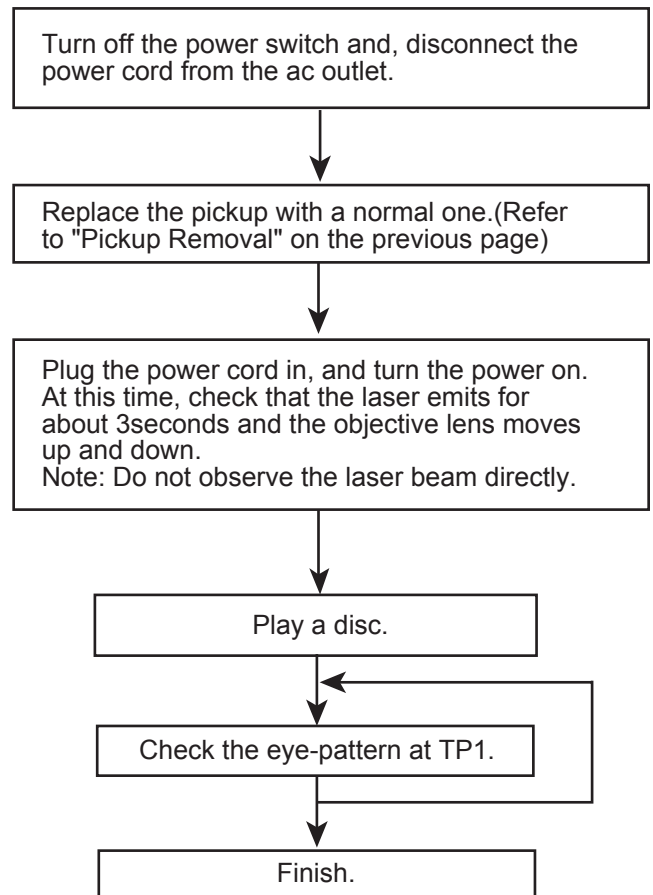 Turn off the power switch and, disconnect the
power cord from the ac outlet.
Replace the pickup with a normal one.(Refer
to "Pickup Removal" on the previous page)
Plug the power cord in, and turn the power on.
At this time, check that the laser emits for
about 3seconds and the objective lens moves
up and down.
Note: Do not observe the laser beam directly.
Play a disc.
Check the eye-pattern at TP1.
Finish.